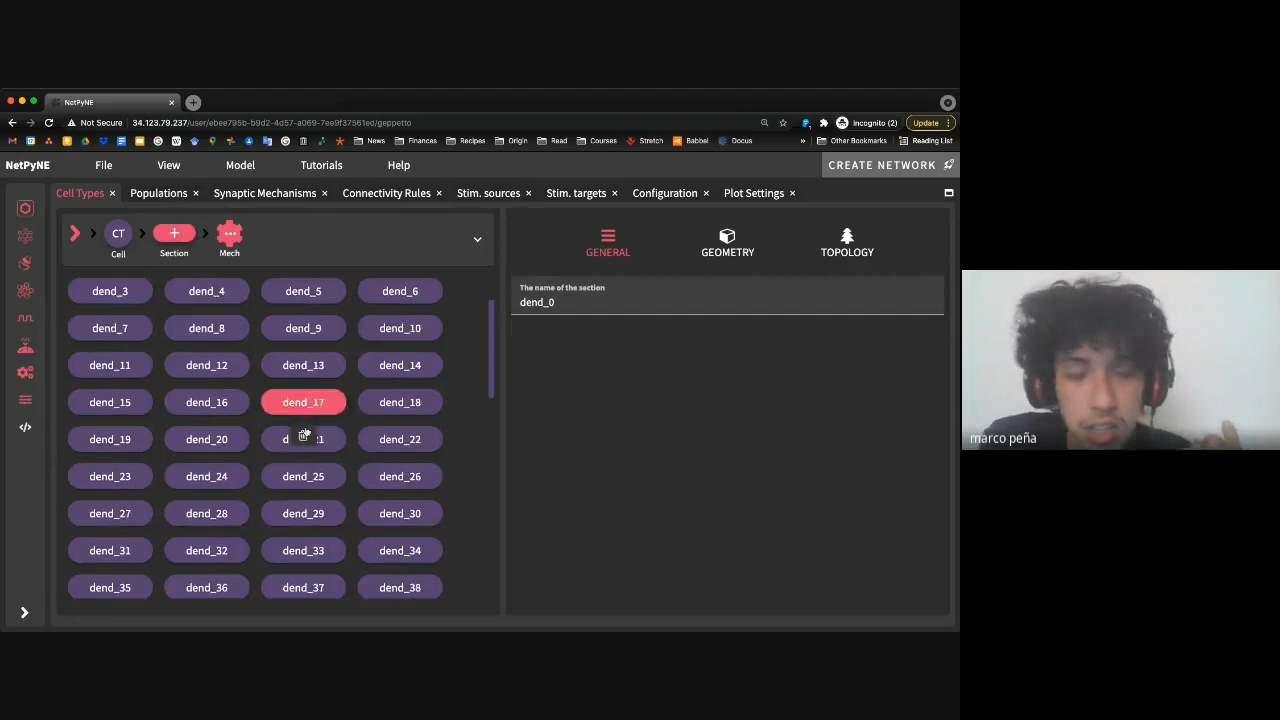 NetPyNE
Not Secure 34.123.79.237/user/ebee795b-b9d2-4d57-a069-7ee9f37561ed/geppetto
Incognito (2)
Update
News
Finances
Recipes
Origin
Read
Courses
Stretch
Babbel
Docus
»
Other Bookmarks
Reading List
NetPyNE
File
View
Model
Tutorials
Help
CREATE NETWORK
Cell Types
Populations
Synaptic Mechanisms
Connectivity Rules
Stim. sources
Stim. targets
Configuration
Plot Settings
CT
Cell
Section
Mech
GENERAL
GEOMETRY
TOPOLOGY
The name of the section
dend_0
dend_3 dend_4 dend_5 dend_6
dend_7 dend_8 dend_9 dend_10
dend_11 dend_12 dend_13 dend_14
dend_15 dend_16 dend_17 dend_18
dend_19 dend_20 dend_22
dend_23 dend_24 dend_25 dend_26
dend_27 dend_28 dend_29 dend_30
dend_31 dend_32 dend_33 dend_34
dend_35 dend_36 dend_37 dend_38
marco peña